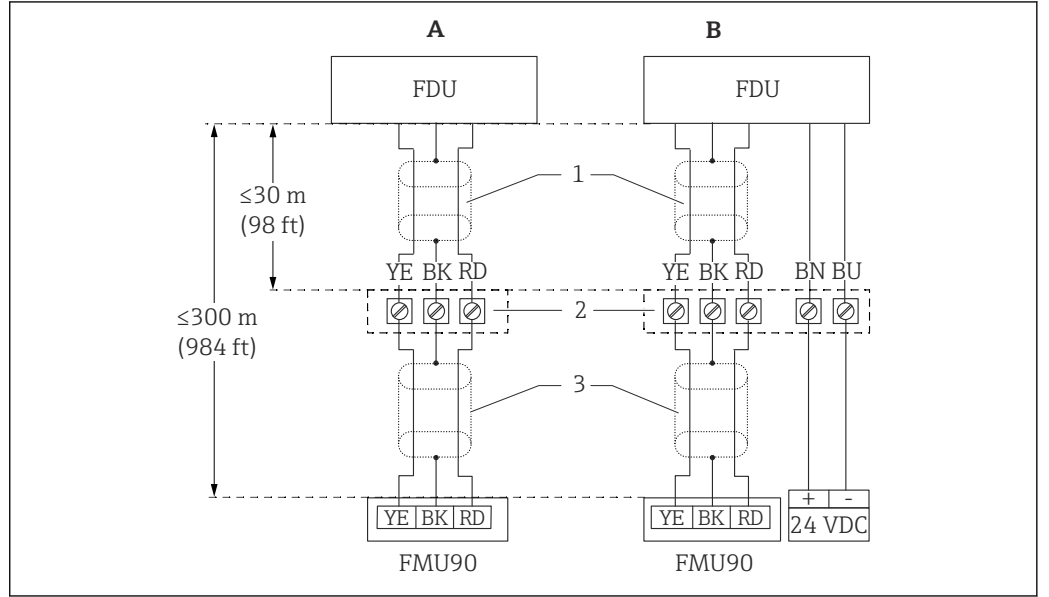 A B
FDU FDU
1
≤30 m
(98 ft)
YE BK RD YE BK RD BN BU
≤300 m
(984 ft)
2
3
YE BK RD YE BK RD + -
24 VDC
FMU90 FMU90